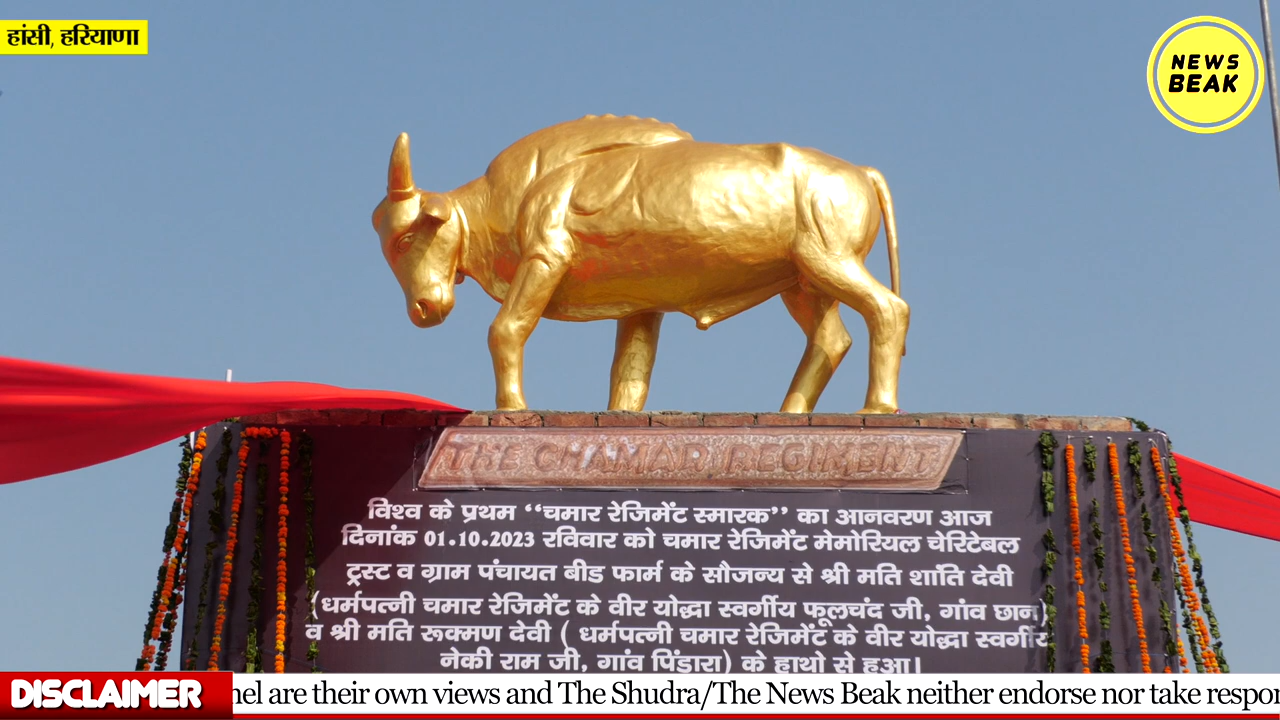 हांसी, हरियाणा
NEWS
BEAK
THE CHAMAR REGIMENT
विश्व के प्रथम “चमार रेजिमेंट स्मारक” का आनवरण आज
दिनांक 01.10.2023 रविवार को चमार रेजिमेंट मेमोरियल चेरिटेबल
ट्रस्ट व ग्राम पंचायत बीड फार्म के सौजन्य से श्री मति शांति देवी
(धर्मपत्नी चमार रेजिमेंट के वीर योद्धा स्वर्गीय फूलचंद जी, गांव छान)
व श्री मति रूक्मण देवी ( धर्मपत्नी चमार रेजिमेंट के वीर योद्धा स्वर्गीय
नेकी राम जी, गांव पिंडारा) के हाथो से हुआ।
DISCLAIMER
are their own views and The Shudra/The News Beak neither endorse nor take